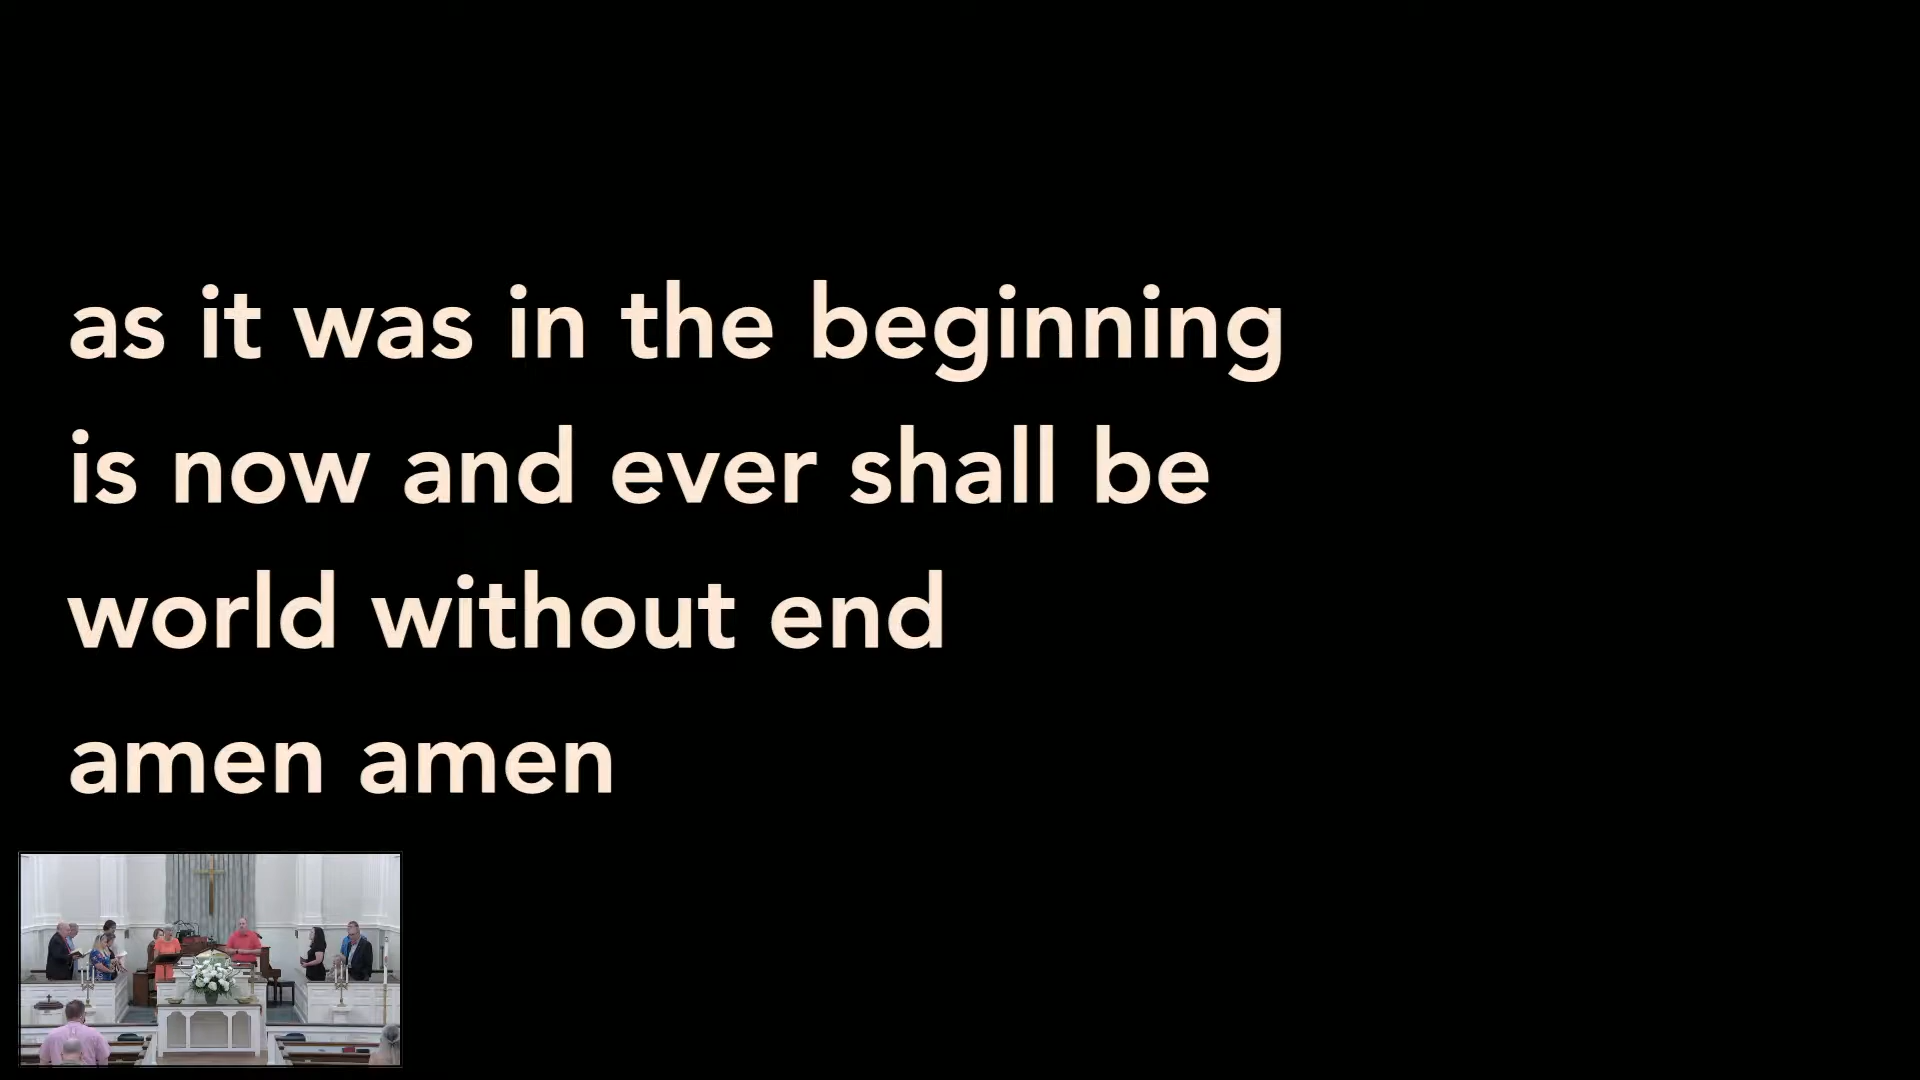 as it was in the beginning
is now and ever shall be
world without end
amen amen